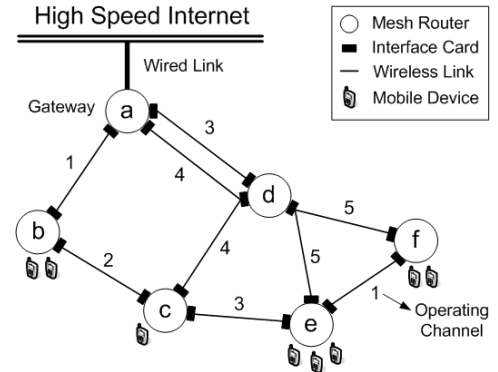 High Speed Internet
Wired Link
Gateway
a
3
1
4
d
b
5
f
2
4
5
c
3
e
1
Operating
Channel
Mesh Router
Interface Card
Wireless Link
Mobile Device